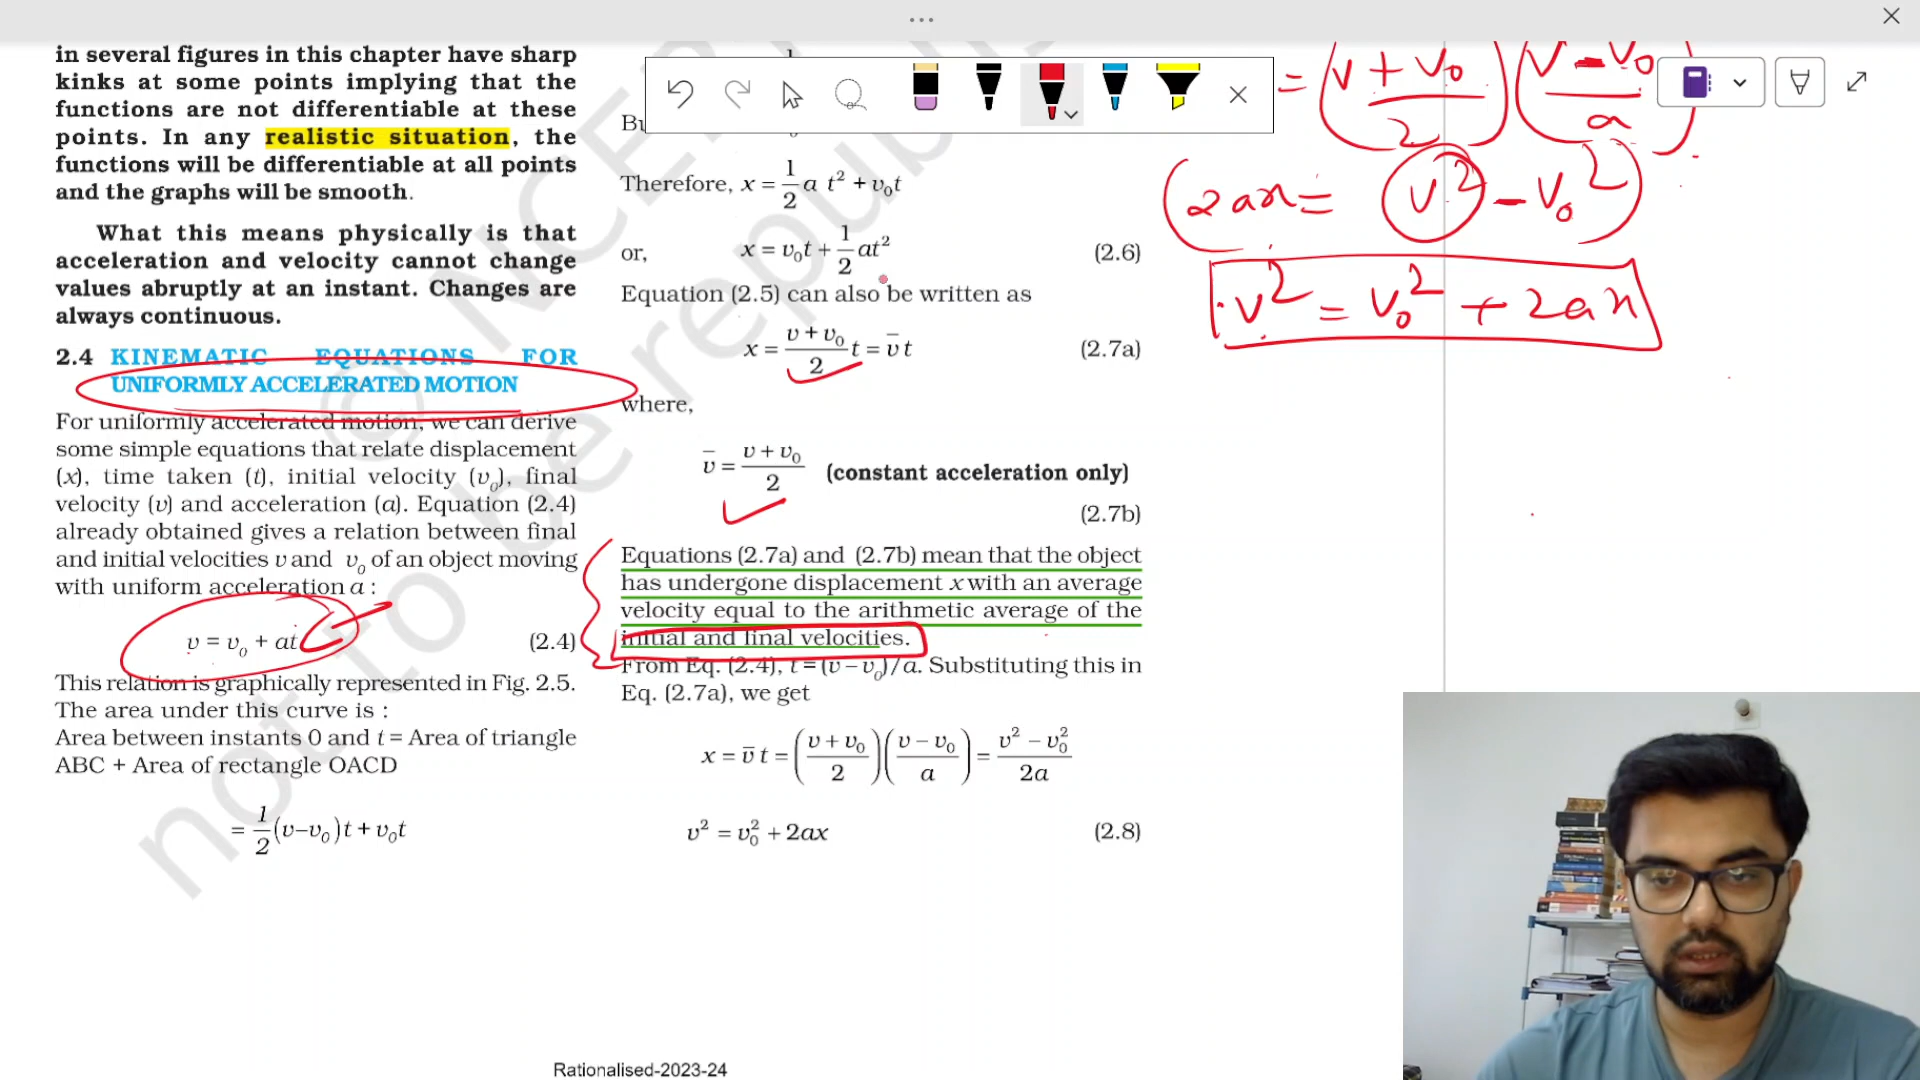 in several figures in this chapter have sharp
kinks at some points implying that the
functions are not differentiable at these
points. In any realistic situation, the
functions will be differentiable at all points
and the graphs will be smooth.
What this means physically is that
acceleration and velocity cannot change
values abruptly at an instant. Changes are
always continuous.
2.4 KINEMATIC EQUATIONS FOR
UNIFORMLY ACCELERATED MOTION
For uniformly accelerated motion, we can derive
some simple equations that relate displacement
(x), time taken (t), initial velocity (v₀), final
velocity (v) and acceleration (a). Equation (2.4)
already obtained gives a relation between final
and initial velocities v and v₀ of an object moving
with uniform acceleration a :
v = v₀ + at (2.4)
This relation is graphically represented in Fig. 2.5.
The area under this curve is :
Area between instants 0 and t = Area of triangle
ABC + Area of rectangle OACD
= 1/2 (v–v₀)t + v₀t
Therefore, x = 1/2 a t² + v₀t
or, x = v₀t + 1/2 at² (2.6)
Equation (2.5) can also be written as
x = (v + v₀)/2 t = v̄ t (2.7a)
where,
v̄ = (v + v₀)/2 (constant acceleration only)
(2.7b)
Equations (2.7a) and (2.7b) mean that the object
has undergone displacement x with an average
velocity equal to the arithmetic average of the
initial and final velocities.
From Eq. (2.4), t = (v – v₀)/a. Substituting this in
Eq. (2.7a), we get
x = v̄ t = ((v + v₀)/2) ((v – v₀)/a) = (v² – v₀²)/2a
v² = v₀² + 2ax (2.8)
= ((v + v₀)/2) ((v - v₀)/a)
2ax = v² - v₀²
v² = v₀² + 2ax
not to be republished
© NCERT
Rationalised-2023-24